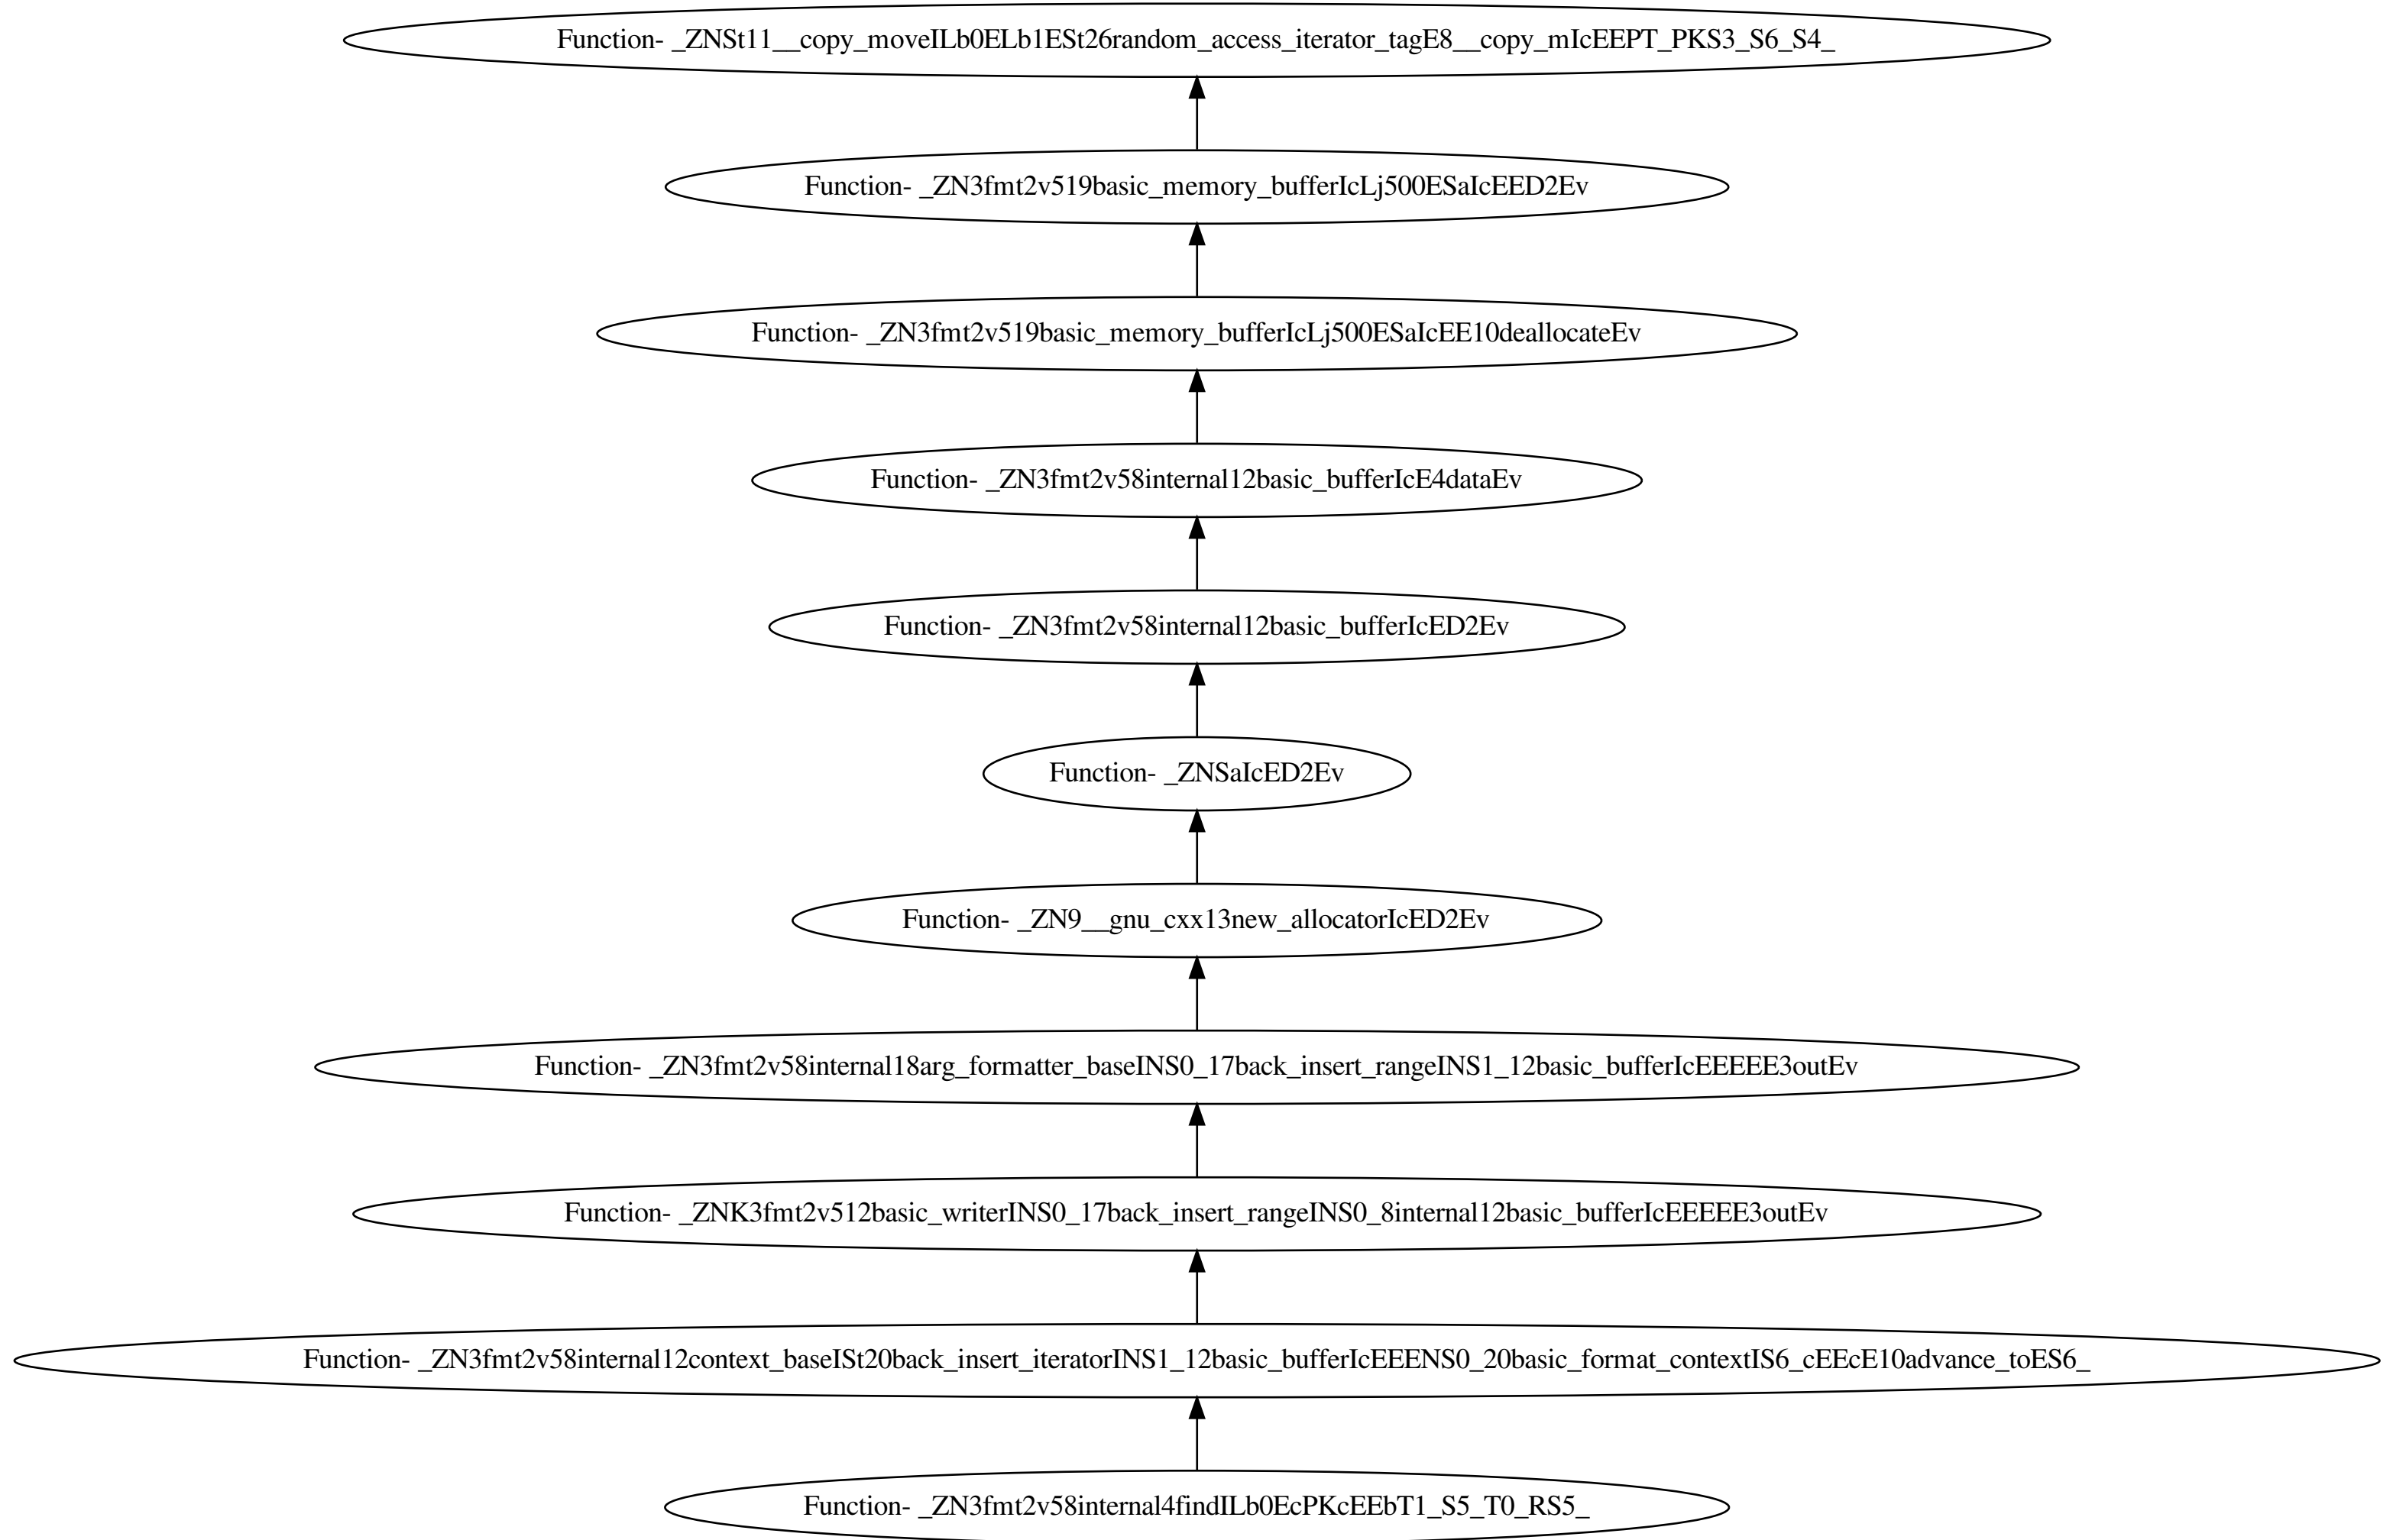 Function- _ZNSt11__copy_moveILb0ELb1ESt26random_access_iterator_tagE8__copy_mIcEEPT_PKS3_S6_S4_
Function- _ZN3fmt2v519basic_memory_bufferIcLj500ESaIcEED2Ev
Function- _ZN3fmt2v519basic_memory_bufferIcLj500ESaIcEE10deallocateEv
Function- _ZN3fmt2v58internal12basic_bufferIcE4dataEv
Function- _ZN3fmt2v58internal12basic_bufferIcED2Ev
Function- _ZNSaIcED2Ev
Function- _ZN9__gnu_cxx13new_allocatorIcED2Ev
Function- _ZN3fmt2v58internal18arg_formatter_baseINS0_17back_insert_rangeINS1_12basic_bufferIcEEEEE3outEv
Function- _ZNK3fmt2v512basic_writerINS0_17back_insert_rangeINS0_8internal12basic_bufferIcEEEEE3outEv
Function- _ZN3fmt2v58internal12context_baseISt20back_insert_iteratorINS1_12basic_bufferIcEEENS0_20basic_format_contextIS6_cEEcE10advance_toES6_
Function- _ZN3fmt2v58internal4findILb0EcPKcEEbT1_S5_T0_RS5_